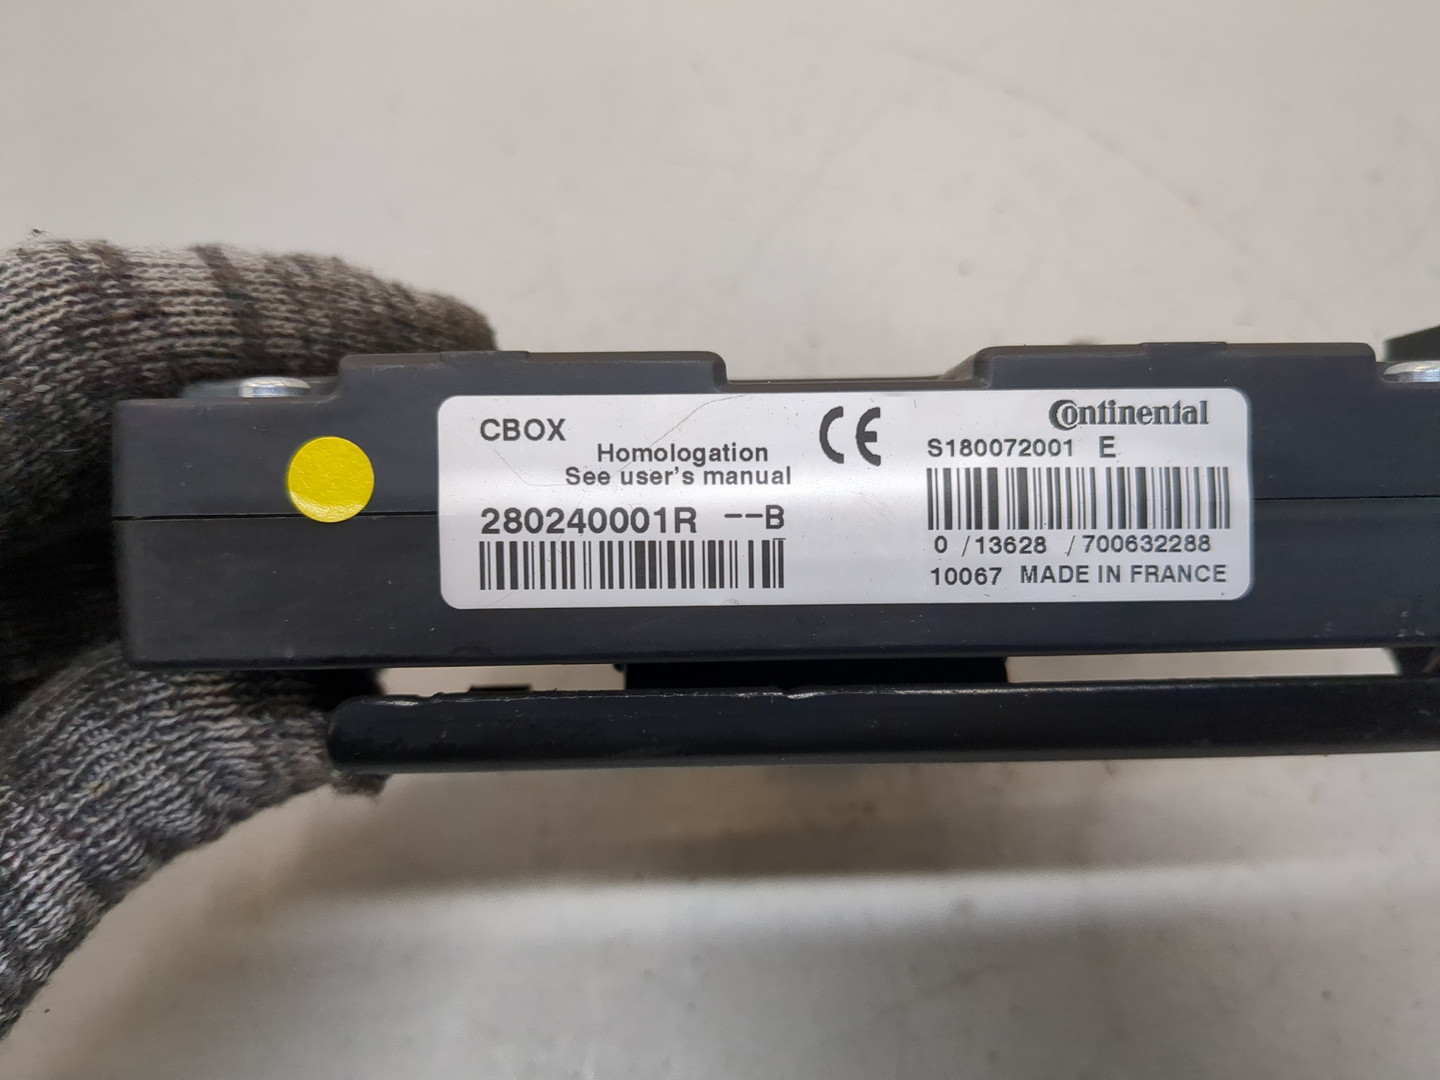 CBOX
Homologation
See user's manual
CE
280240001R --B
Continental
S180072001 E
0 /13628 /700632288
10067 MADE IN FRANCE